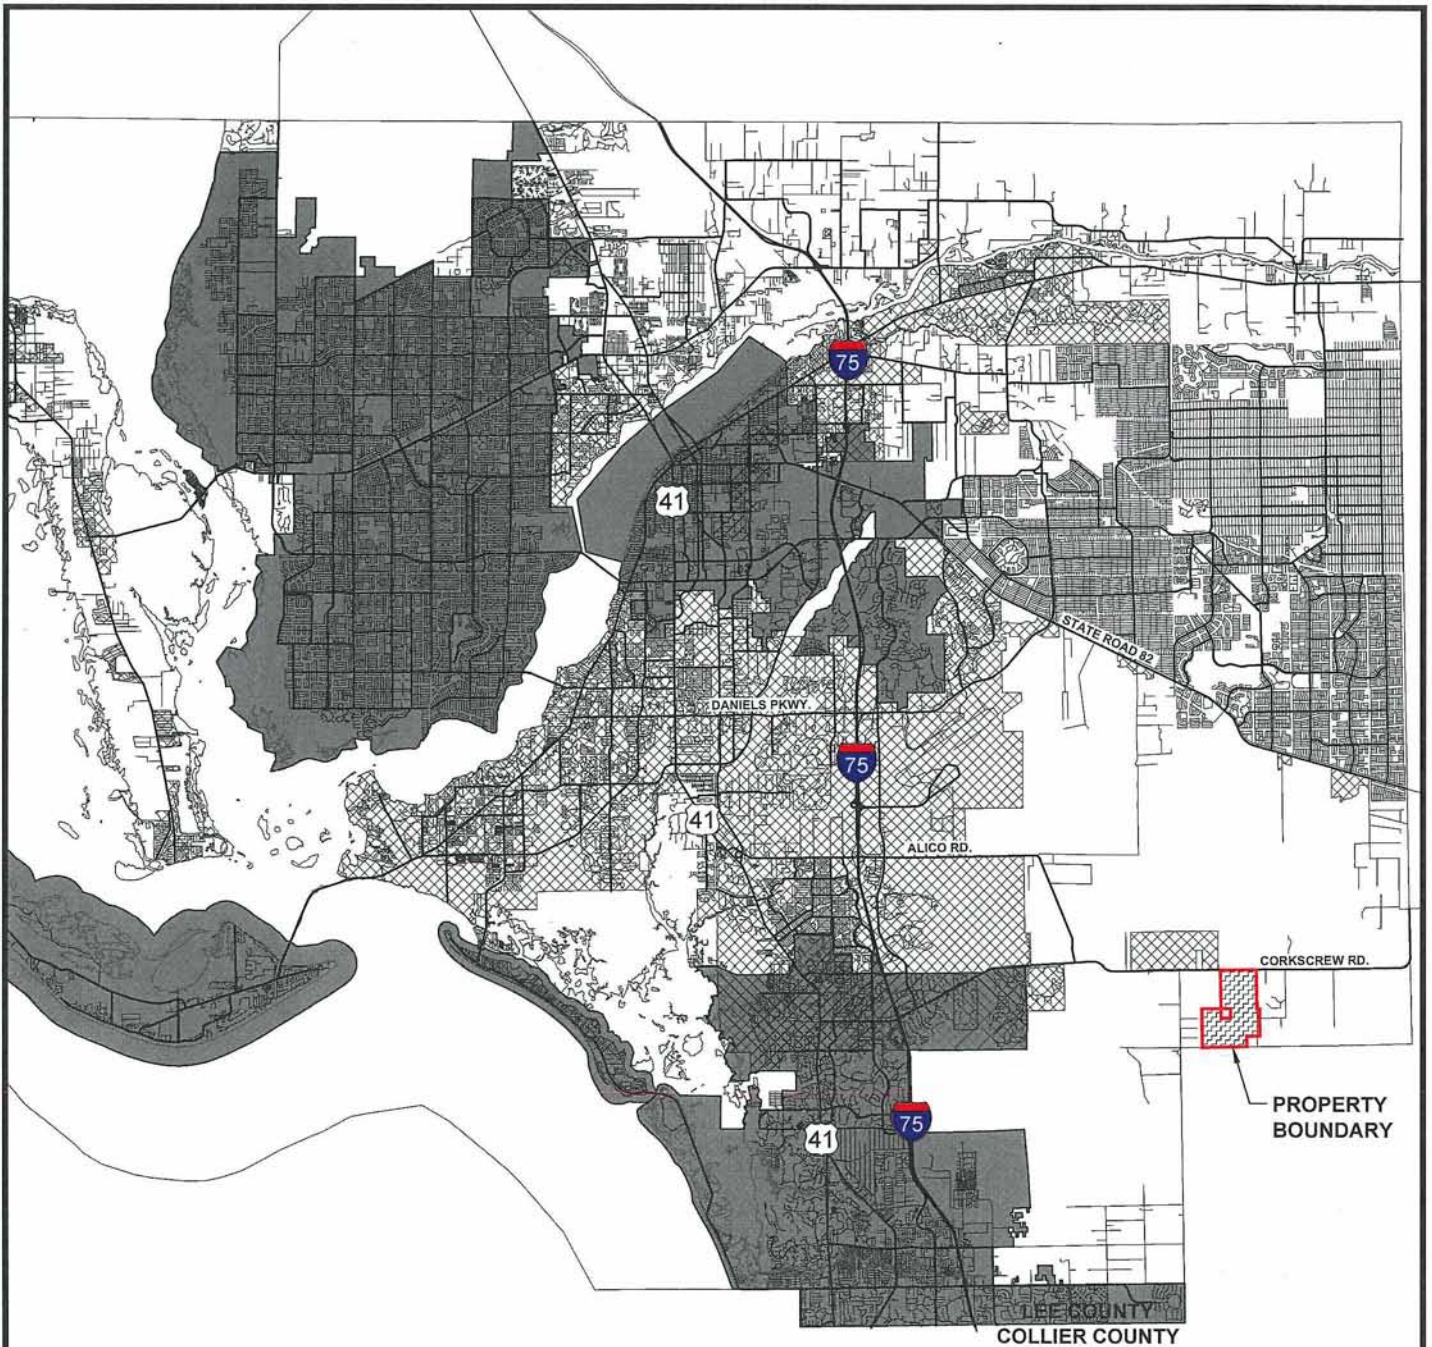 75
41
STATE ROAD 82
DANIELS PKWY.
75
41
ALICO RD.
CORKSCREW RD.
PROPERTY
BOUNDARY
75
41
LEE COUNTY
COLLIER COUNTY